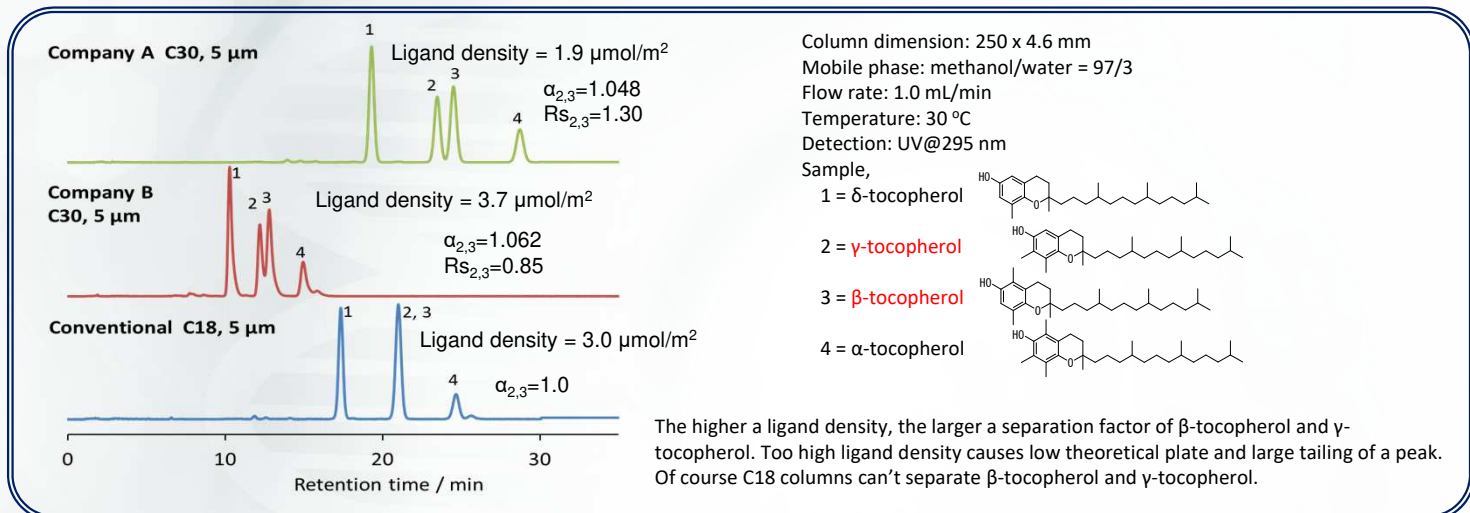 Company A C30, 5 µm
1
Ligand density = 1.9 µmol/m²
2
3
α2,3=1.048
Rs2,3=1.30
4
Company B
C30, 5 µm
1
2
3
Ligand density = 3.7 µmol/m²
α2,3=1.062
Rs2,3=0.85
4
Conventional C18, 5 µm
1
2, 3
Ligand density = 3.0 µmol/m²
4
α2,3=1.0
0
10
20
30
Retention time / min
Column dimension: 250 x 4.6 mm
Mobile phase: methanol/water = 97/3
Flow rate: 1.0 mL/min
Temperature: 30 °C
Detection: UV@295 nm
Sample,
1 = δ-tocopherol
HO
O
2 = γ-tocopherol
HO
O
3 = β-tocopherol
HO
O
4 = α-tocopherol
HO
O
The higher a ligand density, the larger a separation factor of β-tocopherol and γ-
tocopherol. Too high ligand density causes low theoretical plate and large tailing of a peak.
Of course C18 columns can’t separate β-tocopherol and γ-tocopherol.